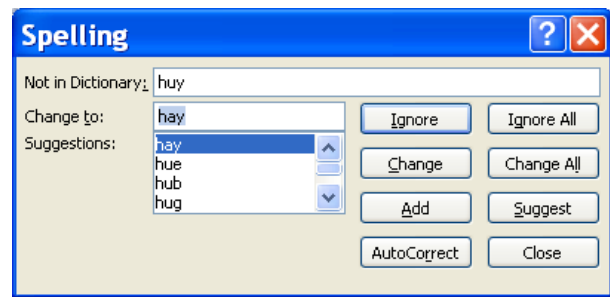 Spelling
Not in Dictionary: huy
Change to: hay Ignore Ignore All
Suggestions: hay
hue Change Change All
hub
hug Add Suggest
AutoCorrect Close